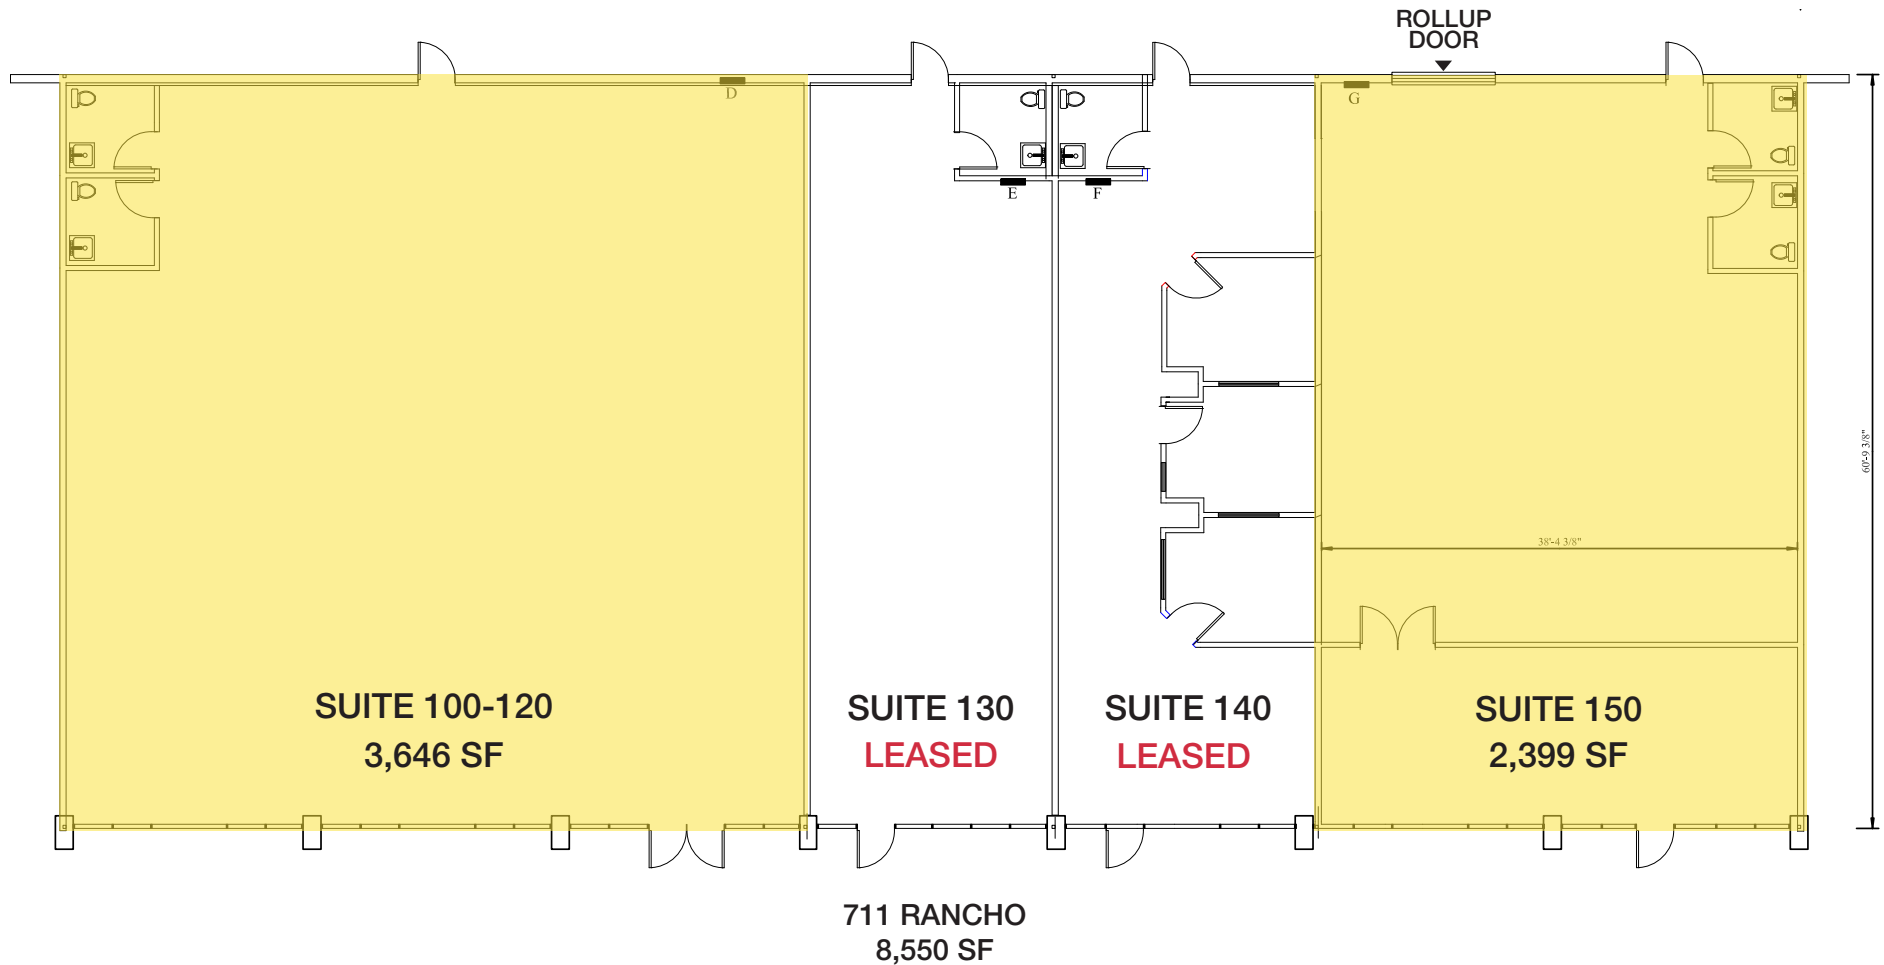 ROLLUP
DOOR
D
G
E
F
60'-9 3/8"
38'-4 3/8"
SUITE 100-120
3,646 SF
SUITE 130
LEASED
SUITE 140
LEASED
SUITE 150
2,399 SF
711 RANCHO
8,550 SF